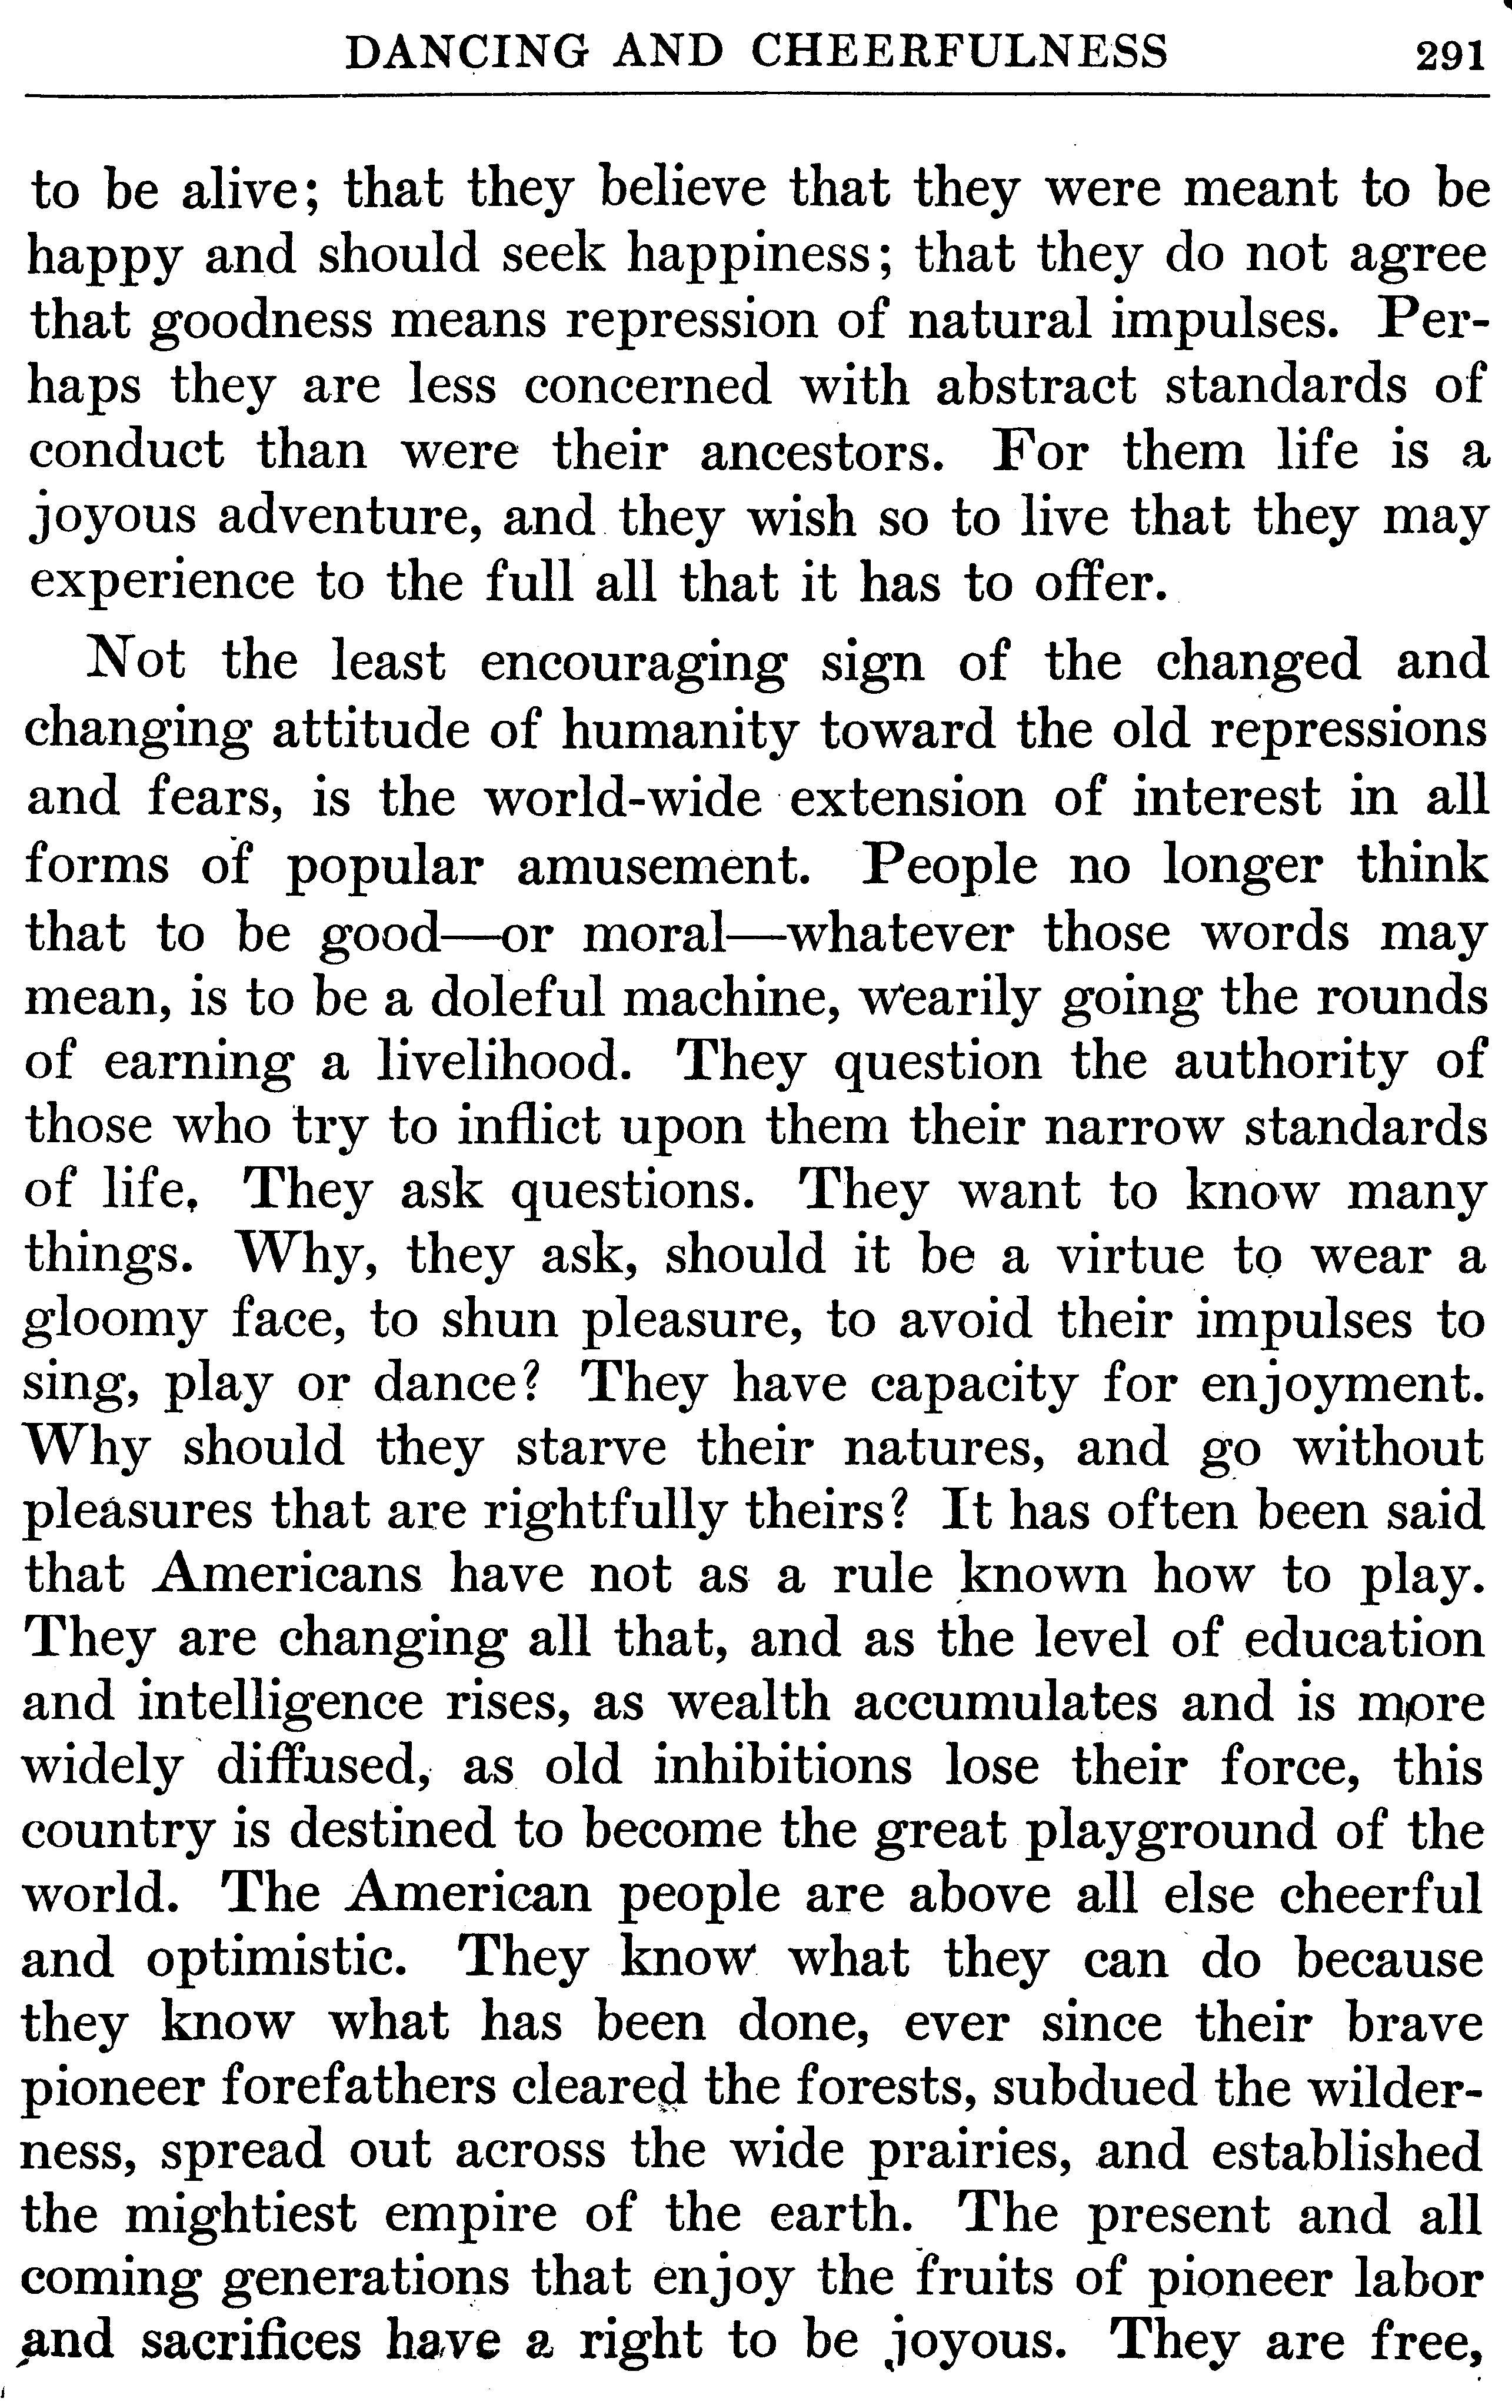 DANCING AND CHEERFULNESS 291
to be alive; that they believe that they were meant to be
happy and should seek happiness; that they do not agree
that goodness means repression of natural impulses. Per-
haps they are less concerned with abstract standards of
conduct than were their ancestors. For them life is a
joyous adventure, and they wish so to live that they may
experience to the full all that it has to offer.
Not the least encouraging sign of the changed and
changing attitude of humanity toward the old repressions
and fears, is the world-wide extension of interest in all
forms of popular amusement. People no longer think
that to be good—or moral—whatever those words may
mean, is to be a doleful machine, wearily going the rounds
of earning a livelihood. They question the authority of
those who try to inflict upon them their narrow standards
of life. They ask questions. They want to know many
things. Why, they ask, should it be a virtue to wear a
gloomy face, to shun pleasure, to avoid their impulses to
sing, play or dance? They have capacity for enjoyment.
Why should they starve their natures, and go without
pleasures that are rightfully theirs? It has often been said
that Americans have not as a rule known how to play.
They are changing all that, and as the level of education
and intelligence rises, as wealth accumulates and is more
widely diffused, as old inhibitions lose their force, this
country is destined to become the great playground of the
world. The American people are above all else cheerful
and optimistic. They know what they can do because
they know what has been done, ever since their brave
pioneer forefathers cleared the forests, subdued the wilder-
ness, spread out across the wide prairies, and established
the mightiest empire of the earth. The present and all
coming generations that enjoy the fruits of pioneer labor
and sacrifices have a right to be joyous. They are free,